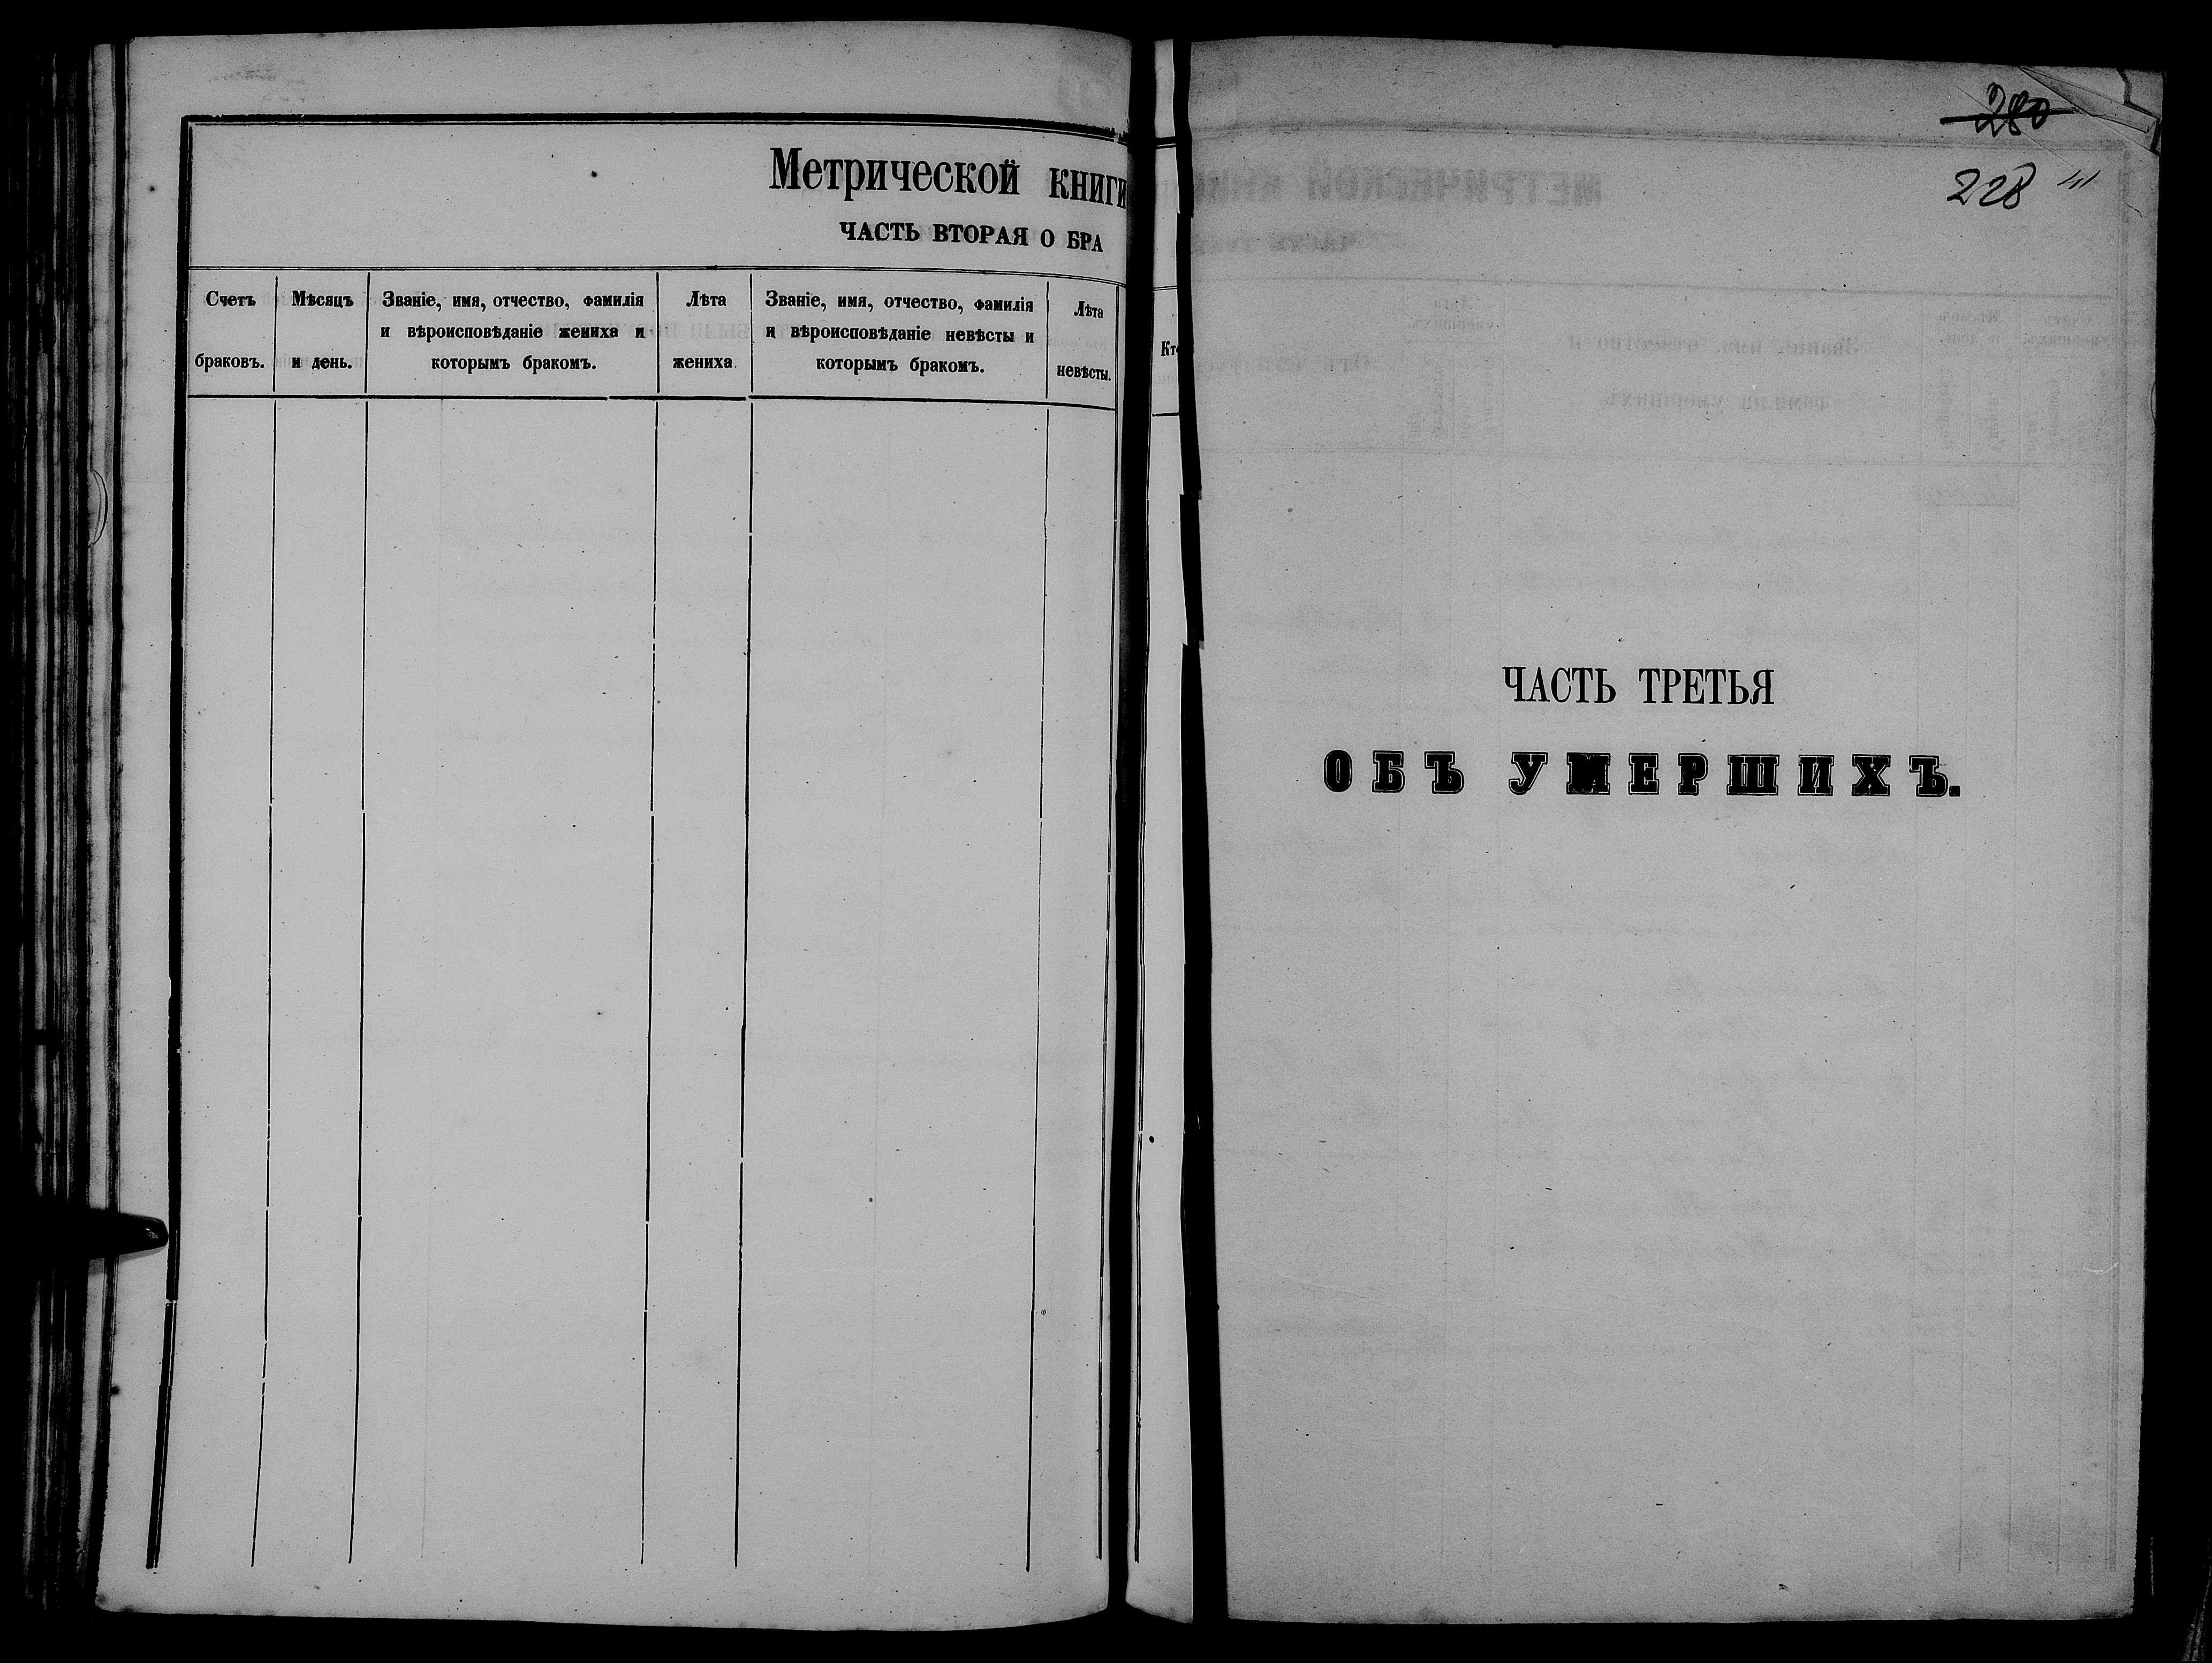 Метрической книги
ЧАСТЬ ВТОРАЯ О БРА
Счетъ браковъ.
Мѣсяцъ и день.
Званіе, имя, отчество, фамилія
и вѣроисповѣданіе жениха и
которымъ бракомъ.
Лѣта
жениха.
Званіе, имя, отчество, фамилія
и вѣроисповѣданіе невѣсты и
которымъ бракомъ.
Лѣта
невѣсты.
Кто
280
228
ЧАСТЬ ТРЕТЬЯ
ОБЪ УМЕРШИХЪ.